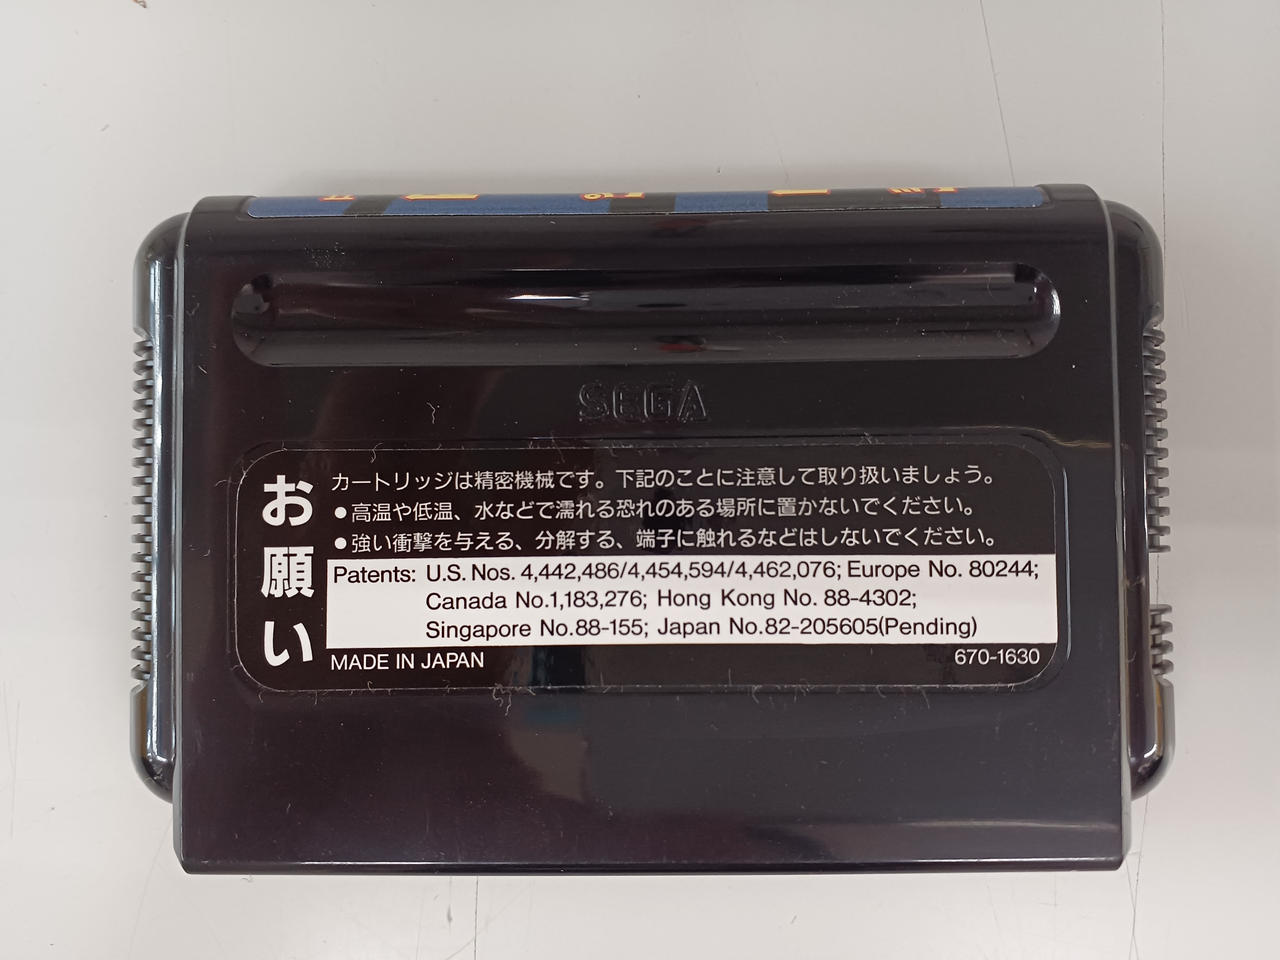 SEGA
お願い
カートリッジは精密機械です。下記のことに注意して取り扱いましょう。
●高温や低温、水などで濡れる恐れのある場所に置かないでください。
●強い衝撃を与える、分解する、端子に触れるなどはしないでください。
Patents: U.S. Nos. 4,442,486/4,454,594/4,462,076; Europe No. 80244;
Canada No.1,183,276; Hong Kong No. 88-4302;
Singapore No.88-155; Japan No.82-205605(Pending)
MADE IN JAPAN
670-1630